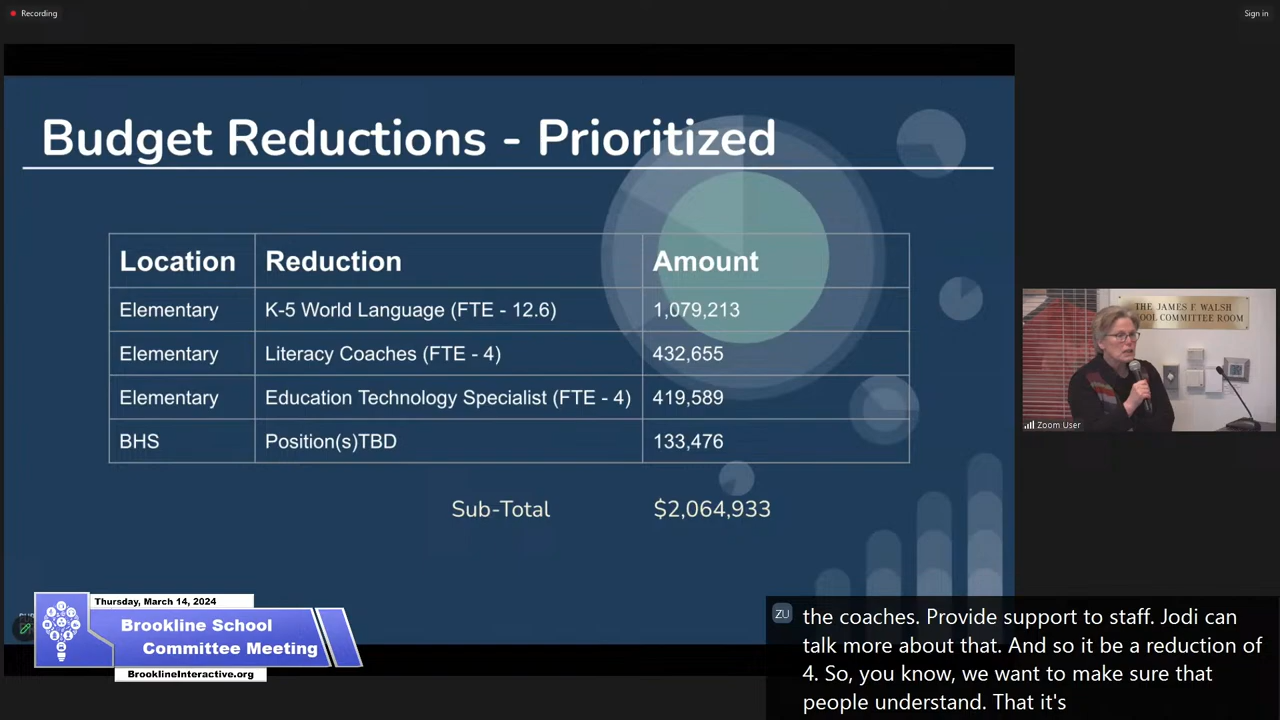 Recording
Sign in
Budget Reductions - Prioritized
Location Reduction Amount
Elementary K-5 World Language (FTE - 12.6) 1,079,213
Elementary Literacy Coaches (FTE - 4) 432,655
Elementary Education Technology Specialist (FTE - 4) 419,589
BHS Position(s)TBD 133,476
Sub-Total $2,064,933
THE JAMES F. WALSH
SCHOOL COMMITTEE ROOM
Zoom User
Thursday, March 14, 2024
Brookline School
Committee Meeting
BrooklineInteractive.org
ZU
the coaches. Provide support to staff. Jodi can
talk more about that. And so it be a reduction of
4. So, you know, we want to make sure that
people understand. That it's